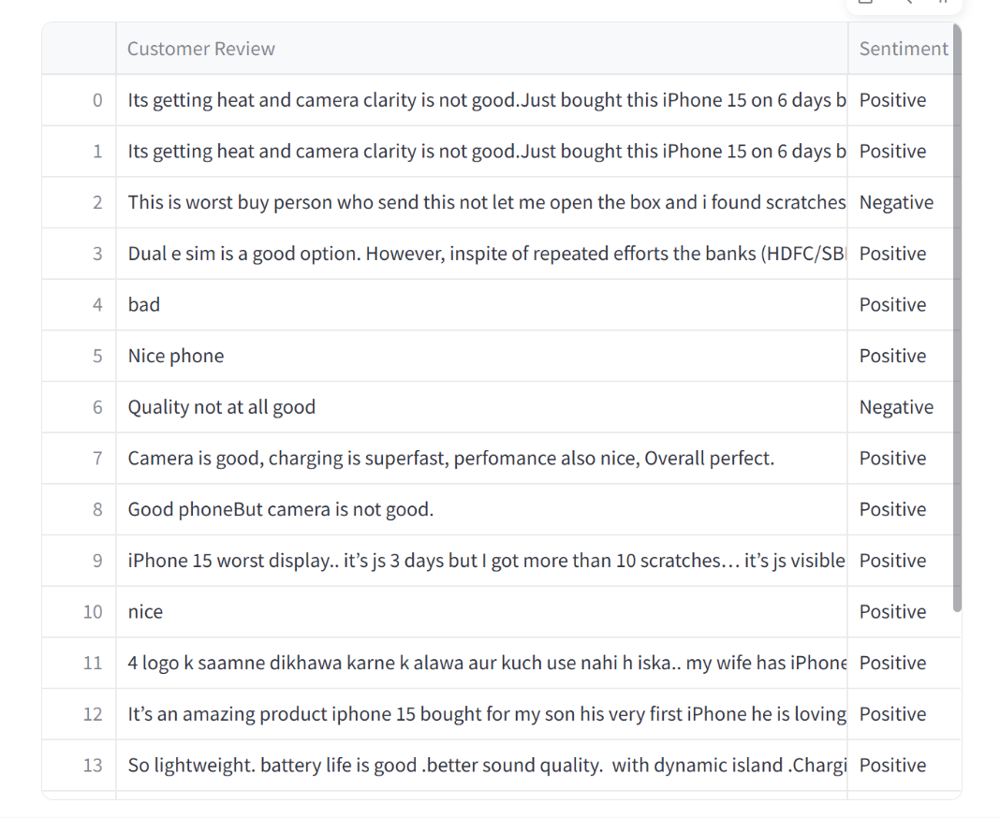 Customer Review Sentiment
0 Its getting heat and camera clarity is not good.Just bought this iPhone 15 on 6 days b Positive
1 Its getting heat and camera clarity is not good.Just bought this iPhone 15 on 6 days b Positive
2 This is worst buy person who send this not let me open the box and i found scratches Negative
3 Dual e sim is a good option. However, inspite of repeated efforts the banks (HDFC/SBI Positive
4 bad Positive
5 Nice phone Positive
6 Quality not at all good Negative
7 Camera is good, charging is superfast, perfomance also nice, Overall perfect. Positive
8 Good phoneBut camera is not good. Positive
9 iPhone 15 worst display.. it’s js 3 days but I got more than 10 scratches… it’s js visible Positive
10 nice Positive
11 4 logo k saamne dikhawa karne k alawa aur kuch use nahi h iska.. my wife has iPhone Positive
12 It’s an amazing product iphone 15 bought for my son his very first iPhone he is loving Positive
13 So lightweight. battery life is good .better sound quality.  with dynamic island .Chargi Positive